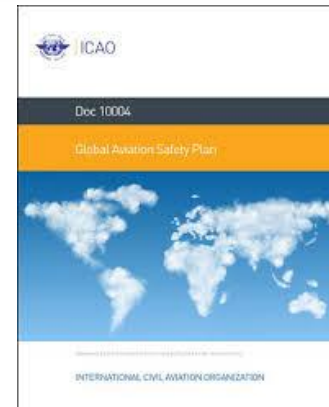 ICAO
Doc 10004
Global Aviation Safety Plan
INTERNATIONAL CIVIL AVIATION ORGANIZATION